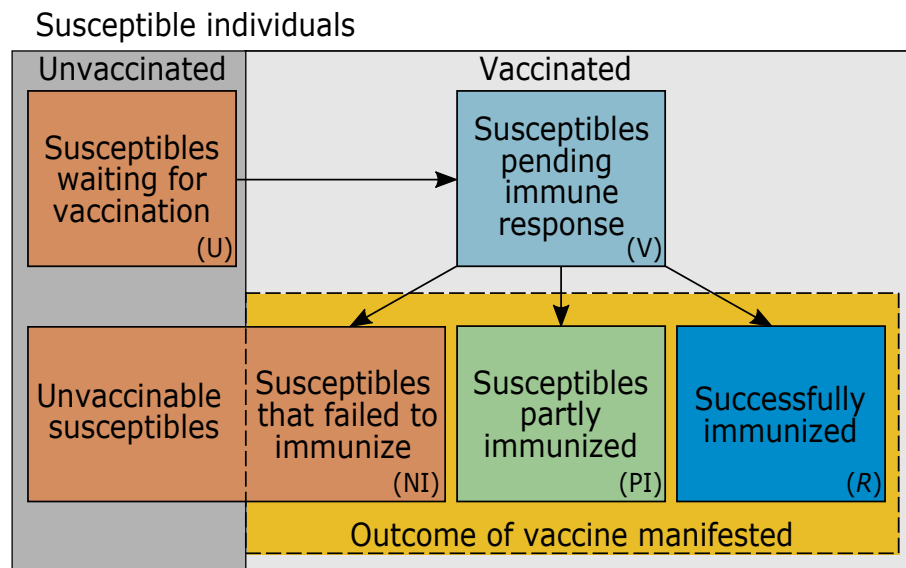 Susceptible individuals
Unvaccinated
Vaccinated
Susceptibles
waiting for
vaccination
(U)
Susceptibles
pending
immune
response
(V)
Unvaccinable
susceptibles
Susceptibles
that failed to
immunize
(NI)
Susceptibles
partly
immunized
(PI)
Successfully
immunized
(R)
Outcome of vaccine manifested